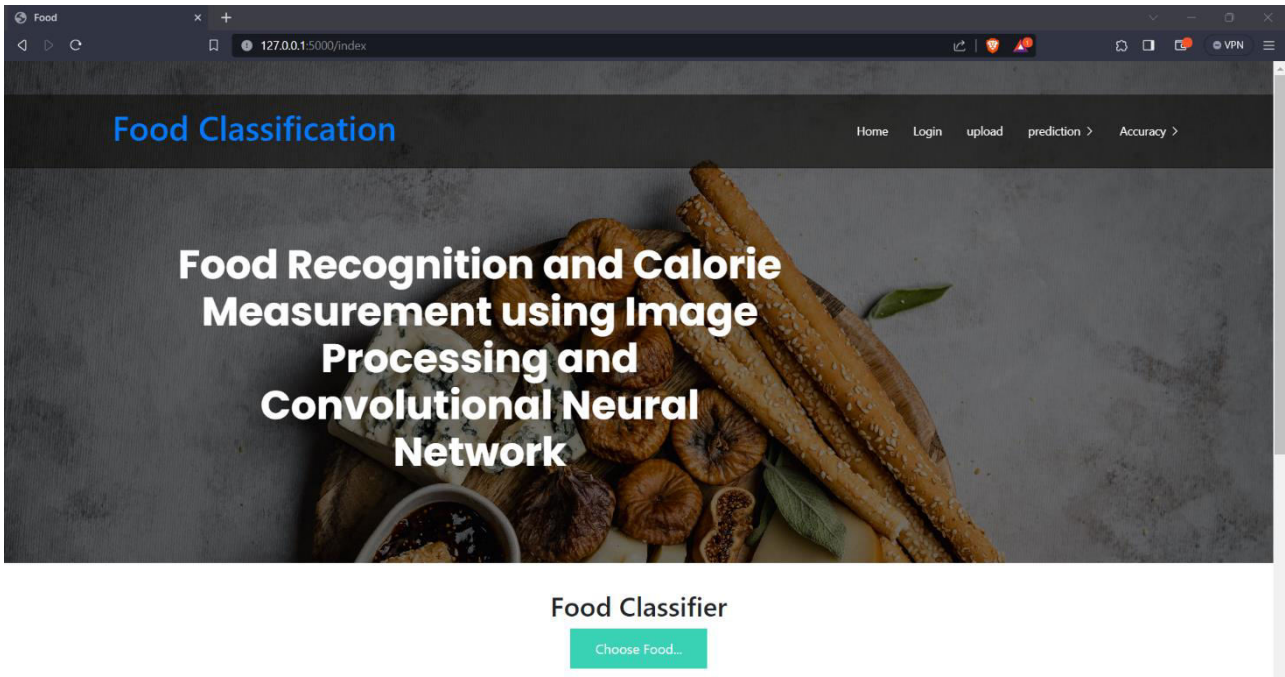 Food
127.0.0.1:5000/index
VPN
Food Classification
Home Login upload prediction > Accuracy >
Food Recognition and Calorie
Measurement using Image
Processing and
Convolutional Neural
Network
Food Classifier
Choose Food...